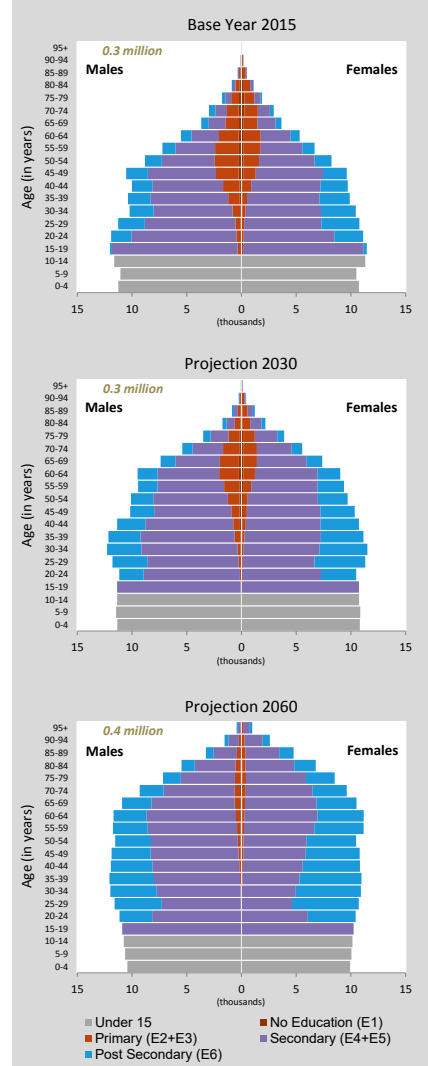 Base Year 2015
0.3 million
Males
Females
Age (in years)
95+
90-94
85-89
80-84
75-79
70-74
65-69
60-64
55-59
50-54
45-49
40-44
35-39
30-34
25-29
20-24
15-19
10-14
5-9
0-4
15 10 5 0 5 10 15
(thousands)
Projection 2030
0.3 million
Males
Females
Age (in years)
95+
90-94
85-89
80-84
75-79
70-74
65-69
60-64
55-59
50-54
45-49
40-44
35-39
30-34
25-29
20-24
15-19
10-14
5-9
0-4
15 10 5 0 5 10 15
(thousands)
Projection 2060
0.4 million
Males
Females
Age (in years)
95+
90-94
85-89
80-84
75-79
70-74
65-69
60-64
55-59
50-54
45-49
40-44
35-39
30-34
25-29
20-24
15-19
10-14
5-9
0-4
15 10 5 0 5 10 15
(thousands)
Under 15
No Education (E1)
Primary (E2+E3)
Secondary (E4+E5)
Post Secondary (E6)